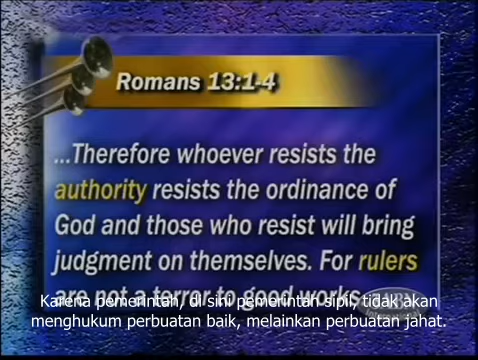 Romans 13:1-4
...Therefore whoever resists the
authority resists the ordinance of
God and those who resist will bring
judgment on themselves. For rulers
are not a terror to good works
Karena pemerintah, di sini pemerintah sipil, tidak akan
menghukum perbuatan baik, melainkan perbuatan jahat.